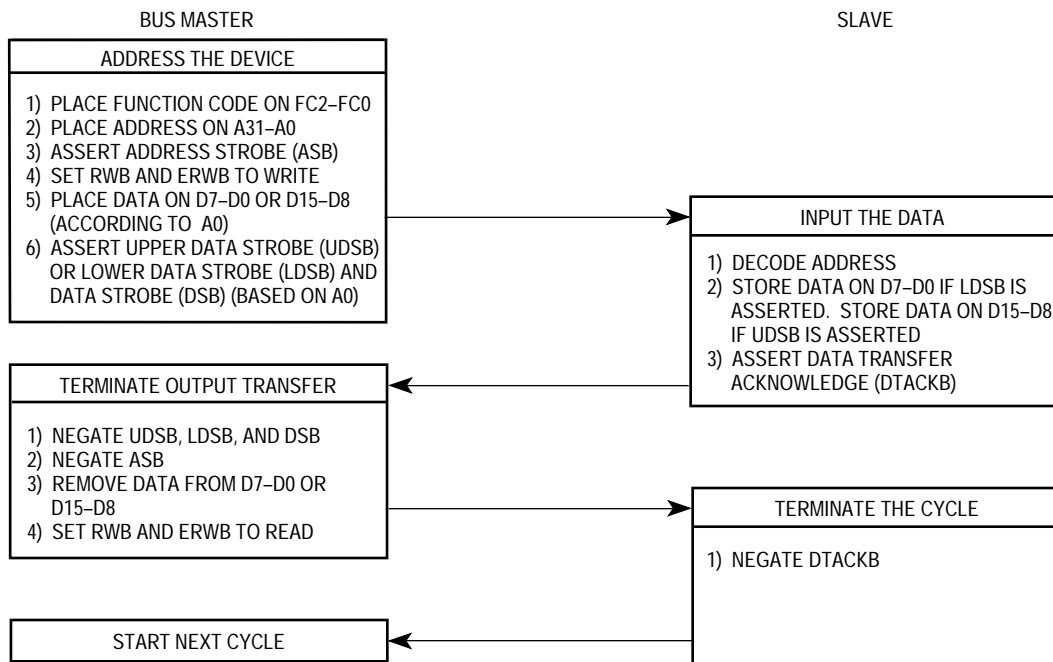 BUS MASTER
SLAVE
ADDRESS THE DEVICE
1) PLACE FUNCTION CODE ON FC2–FC0
2) PLACE ADDRESS ON A31–A0
3) ASSERT ADDRESS STROBE (ASB)
4) SET RWB AND ERWB TO WRITE
5) PLACE DATA ON D7–D0 OR D15–D8
(ACCORDING TO A0)
6) ASSERT UPPER DATA STROBE (UDSB)
OR LOWER DATA STROBE (LDSB) AND
DATA STROBE (DSB) (BASED ON A0)
INPUT THE DATA
1) DECODE ADDRESS
2) STORE DATA ON D7–D0 IF LDSB IS
ASSERTED. STORE DATA ON D15–D8
IF UDSB IS ASSERTED
3) ASSERT DATA TRANSFER
ACKNOWLEDGE (DTACKB)
TERMINATE OUTPUT TRANSFER
1) NEGATE UDSB, LDSB, AND DSB
2) NEGATE ASB
3) REMOVE DATA FROM D7–D0 OR
D15–D8
4) SET RWB AND ERWB TO READ
TERMINATE THE CYCLE
1) NEGATE DTACKB
START NEXT CYCLE